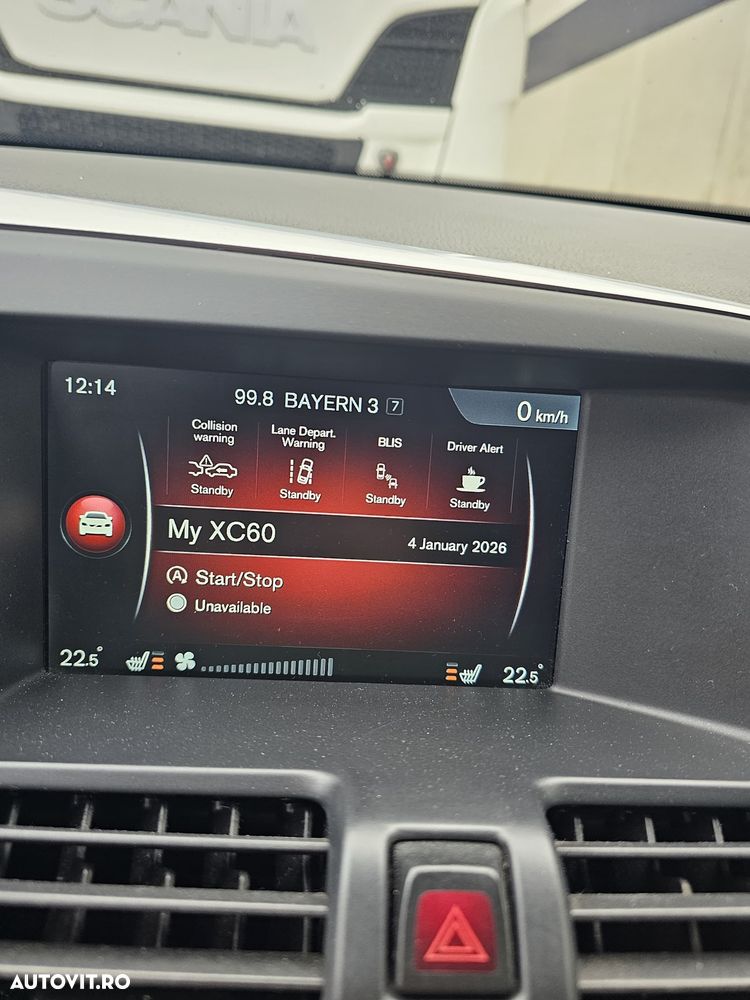 SCANIA
12:14
99.8 BAYERN 3 7
0 km/h
Collision
warning
Standby
Lane Depart.
Warning
Standby
BLIS
Standby
Driver Alert
Standby
My XC60
4 January 2026
A Start/Stop
Unavailable
22.5°
22.5°
AUTOVIT.RO